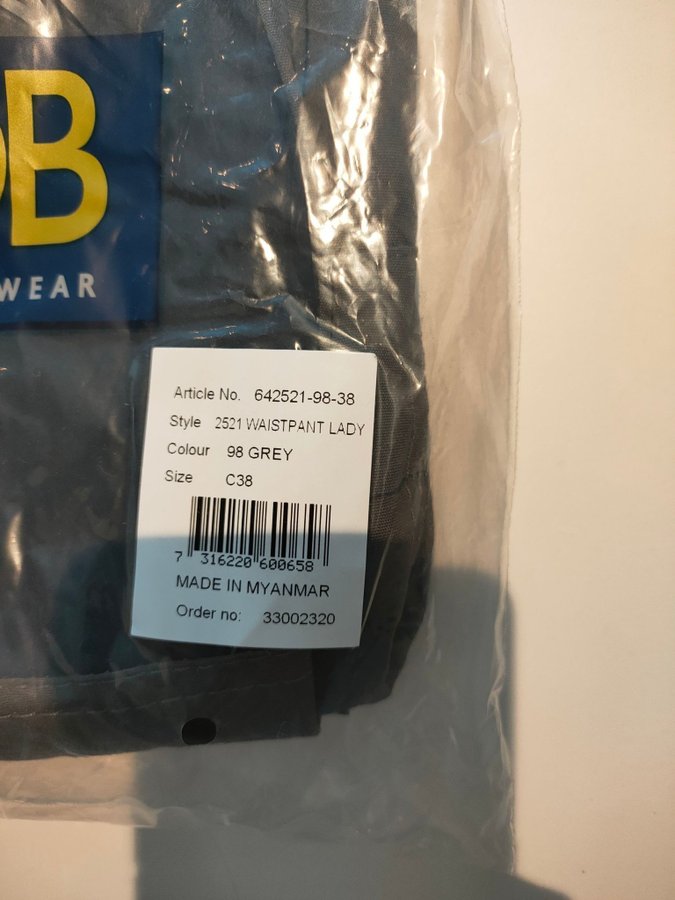 B
WEAR
Article No. 642521-98-38
Style 2521 WAISTPANT LADY
Colour 98 GREY
Size C38
7 316220 600658
MADE IN MYANMAR
Order no: 33002320